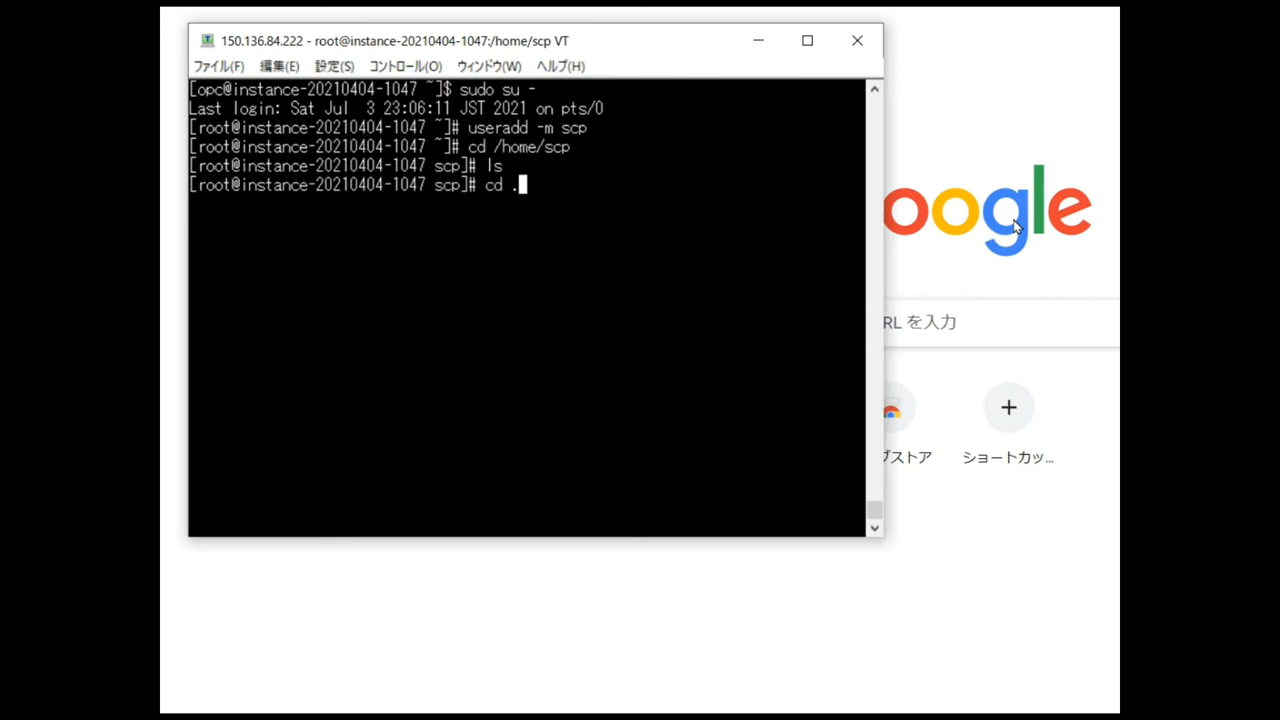 150.136.84.222 - root@instance-20210404-1047:/home/scp VT
ファイル(F) 編集(E) 設定(S) コントロール(O) ウィンドウ(W) ヘルプ(H)
[opc@instance-20210404-1047 ~]$ sudo su -
Last login: Sat Jul  3 23:06:11 JST 2021 on pts/0
[root@instance-20210404-1047 ~]# useradd -m scp
[root@instance-20210404-1047 ~]# cd /home/scp
[root@instance-20210404-1047 scp]# ls
[root@instance-20210404-1047 scp]# cd .
oogle
RL を入力
ブストア
ショートカッ...